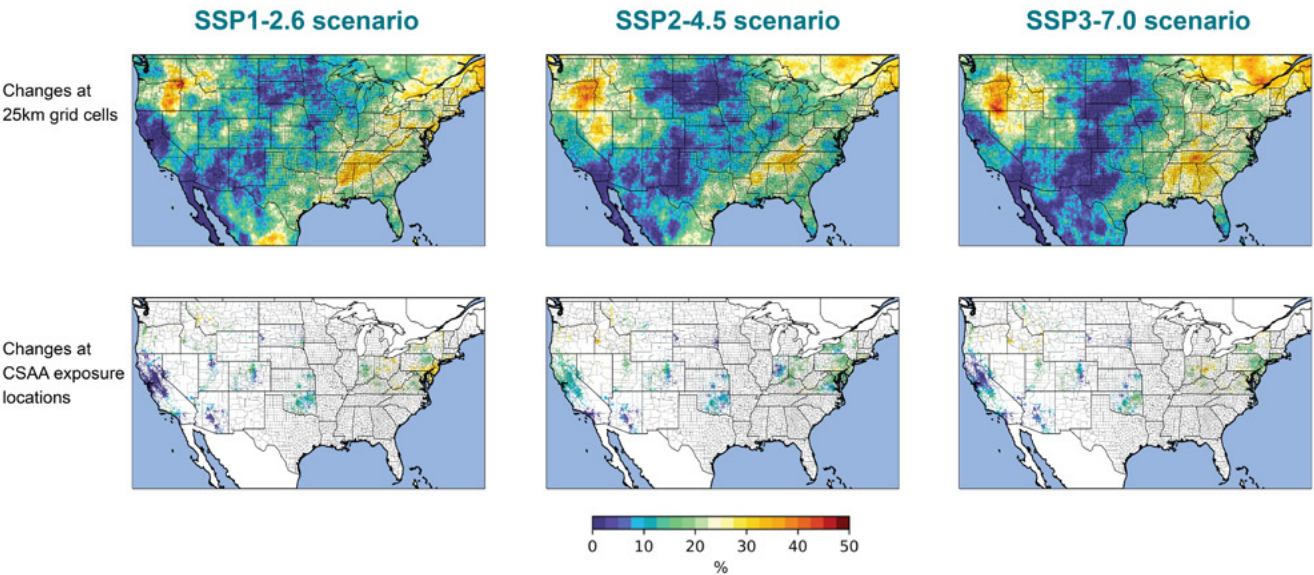 SSP1-2.6 scenario
SSP2-4.5 scenario
SSP3-7.0 scenario
Changes at
25km grid cells
Changes at
CSAA exposure
locations
0 10 20 30 40 50
%